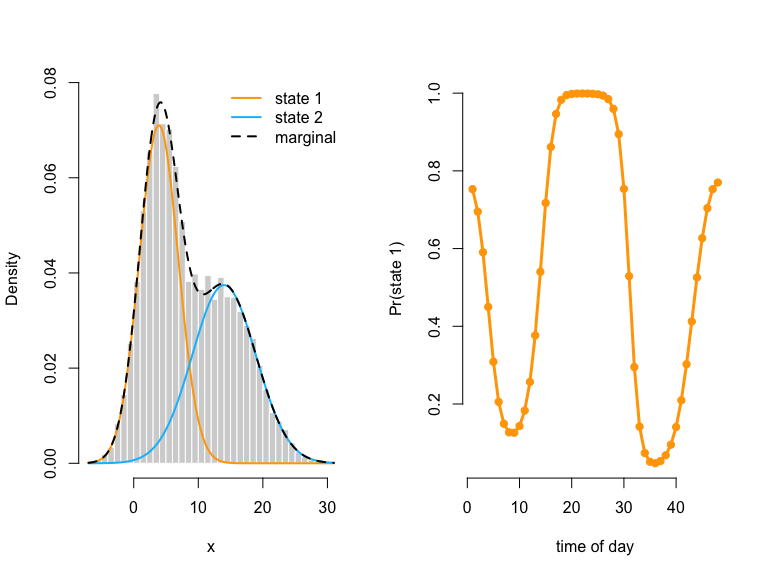 Density
0.00
0.02
0.04
0.06
0.08
state 1
state 2
marginal
0 10 20 30
x
Pr(state 1)
0.2
0.4
0.6
0.8
1.0
0 10 20 30 40
time of day